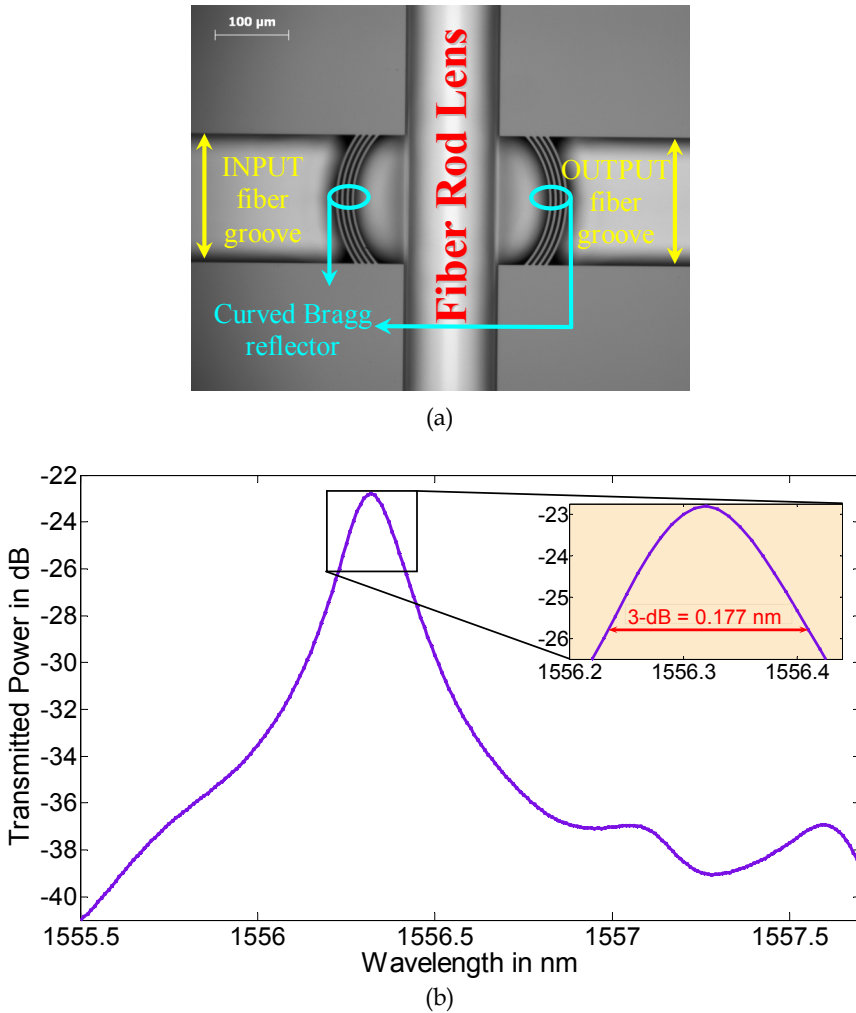 100 µm
INPUT
fiber
groove
Fiber Rod Lens
OUTPUT
fiber
groove
Curved Bragg
reflector
(a)
Transmitted Power in dB
-22
-24
-26
-28
-30
-32
-34
-36
-38
-40
1555.5
1556
1556.5
1557
1557.5
Wavelength in nm
-23
-24
-25
-26
3-dB = 0.177 nm
1556.2
1556.3
1556.4
(b)